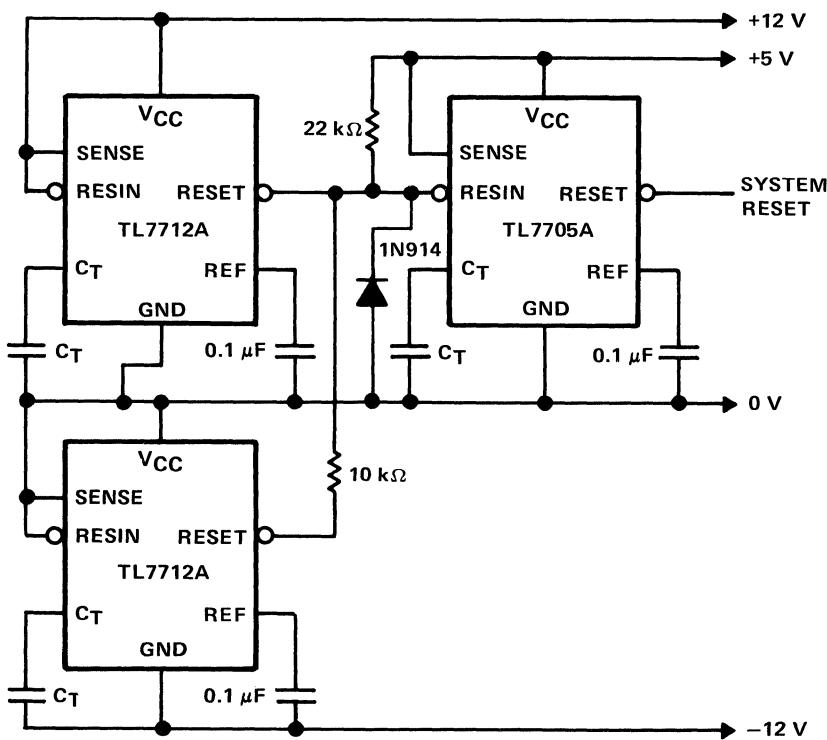 +12 V
+5 V
VCC
SENSE
RESIN
RESET
TL7712A
CT
REF
GND
CT
0.1 μF
22 kΩ
1N914
VCC
SENSE
RESIN
RESET
TL7705A
CT
REF
GND
CT
0.1 μF
SYSTEM
RESET
0 V
VCC
SENSE
RESIN
RESET
TL7712A
CT
REF
GND
CT
0.1 μF
10 kΩ
−12 V